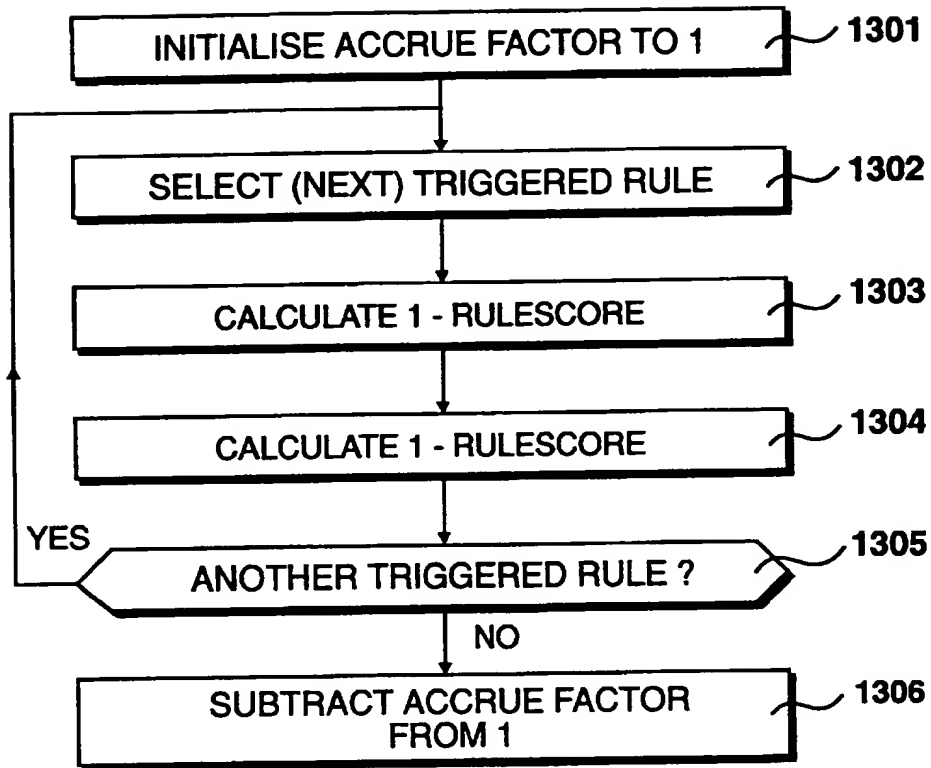 INITIALISE ACCRUE FACTOR TO 1
1301
SELECT (NEXT) TRIGGERED RULE
1302
CALCULATE 1 - RULESCORE
1303
CALCULATE 1 - RULESCORE
1304
YES
ANOTHER TRIGGERED RULE ?
1305
NO
SUBTRACT ACCRUE FACTOR
FROM 1
1306